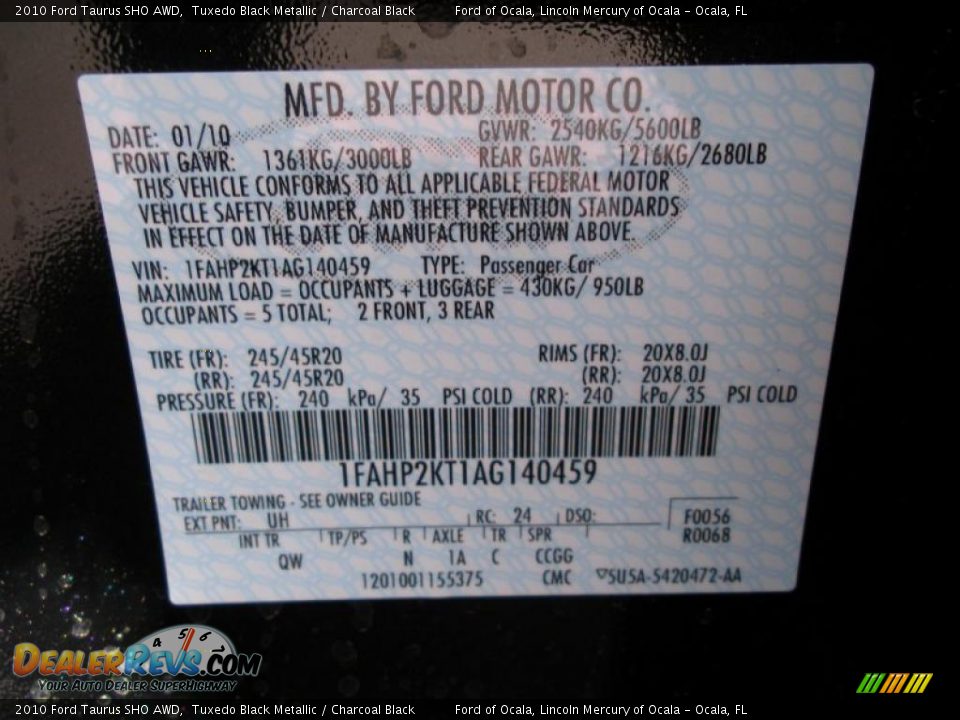 2010 Ford Taurus SHO AWD, Tuxedo Black Metallic / Charcoal Black Ford of Ocala, Lincoln Mercury of Ocala - Ocala, FL
MFD. BY FORD MOTOR CO.
DATE: 01/10 GVWR: 2540KG/5600LB
FRONT GAWR: 1361KG/3000LB REAR GAWR: 1216KG/2680LB
THIS VEHICLE CONFORMS TO ALL APPLICABLE FEDERAL MOTOR
VEHICLE SAFETY, BUMPER, AND THEFT PREVENTION STANDARDS
IN EFFECT ON THE DATE OF MANUFACTURE SHOWN ABOVE.
VIN: 1FAHP2KT1AG140459 TYPE: Passenger Car
MAXIMUM LOAD = OCCUPANTS + LUGGAGE = 430KG/ 950LB
OCCUPANTS = 5 TOTAL; 2 FRONT, 3 REAR
TIRE (FR): 245/45R20 RIMS (FR): 20X8.0J
(RR): 245/45R20 (RR): 20X8.0J
PRESSURE (FR): 240 kPa/ 35 PSI COLD (RR): 240 kPa/ 35 PSI COLD
1FAHP2KT1AG140459
TRAILER TOWING - SEE OWNER GUIDE
EXT PNT: UH RC: 24 DSO: F0056
R0068
INT TR TP/PS R AXLE TR SPR
QW N 1A C CCGG
1201001155375 CMC ▽5U5A-5420472-AA
4 5 6
DEALERREVS.COM
YOUR AUTO DEALER SUPERHIGHWAY
2010 Ford Taurus SHO AWD, Tuxedo Black Metallic / Charcoal Black Ford of Ocala, Lincoln Mercury of Ocala - Ocala, FL